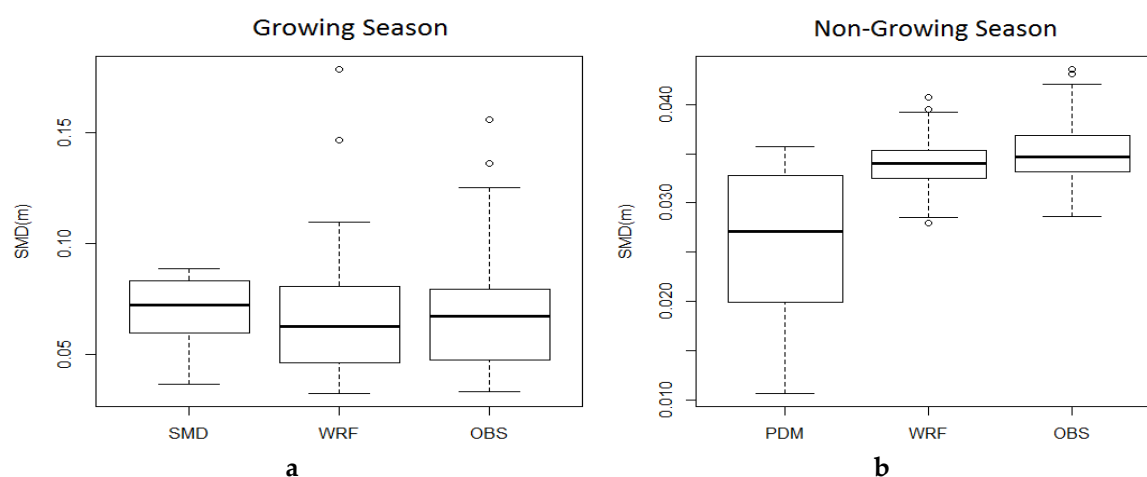 Growing Season
Non-Growing Season
SMD(m)
0.15
0.10
0.05
SMD
WRF
OBS
a
SMD(m)
0.040
0.030
0.020
0.010
PDM
WRF
OBS
b